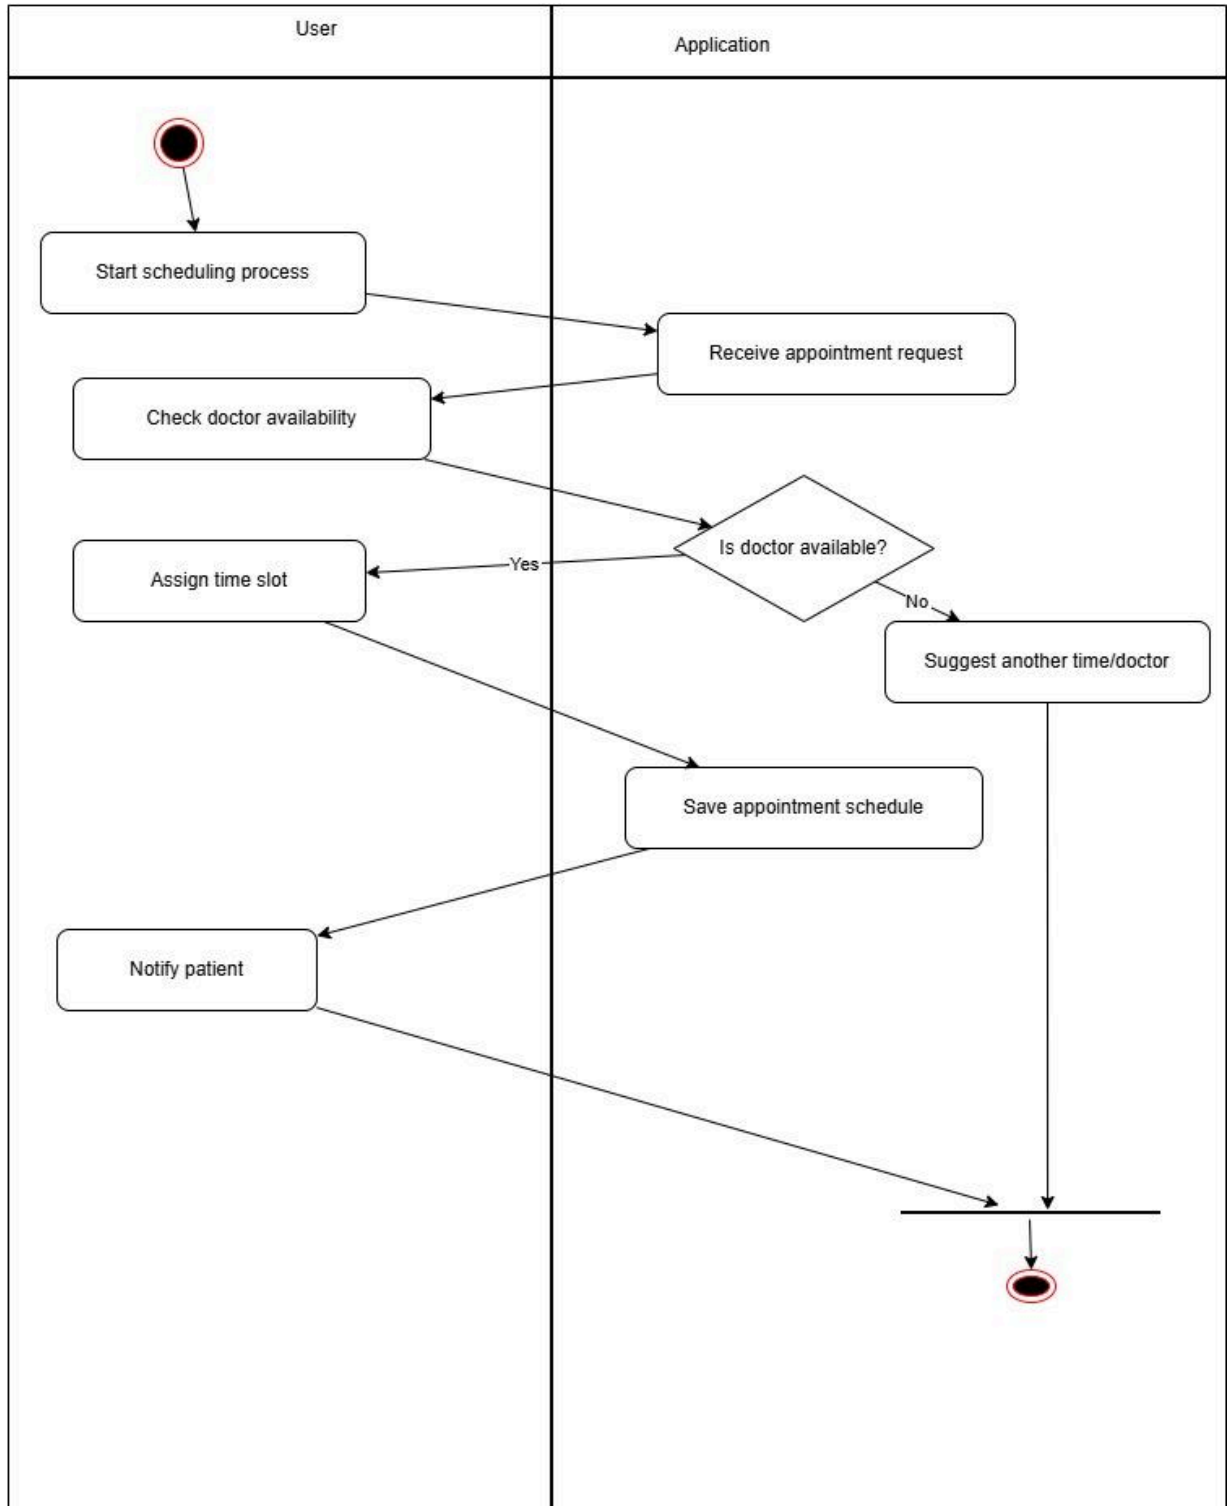 User
Application
Start scheduling process
Receive appointment request
Check doctor availability
Is doctor available?
Yes
Assign time slot
No
Suggest another time/doctor
Save appointment schedule
Notify patient